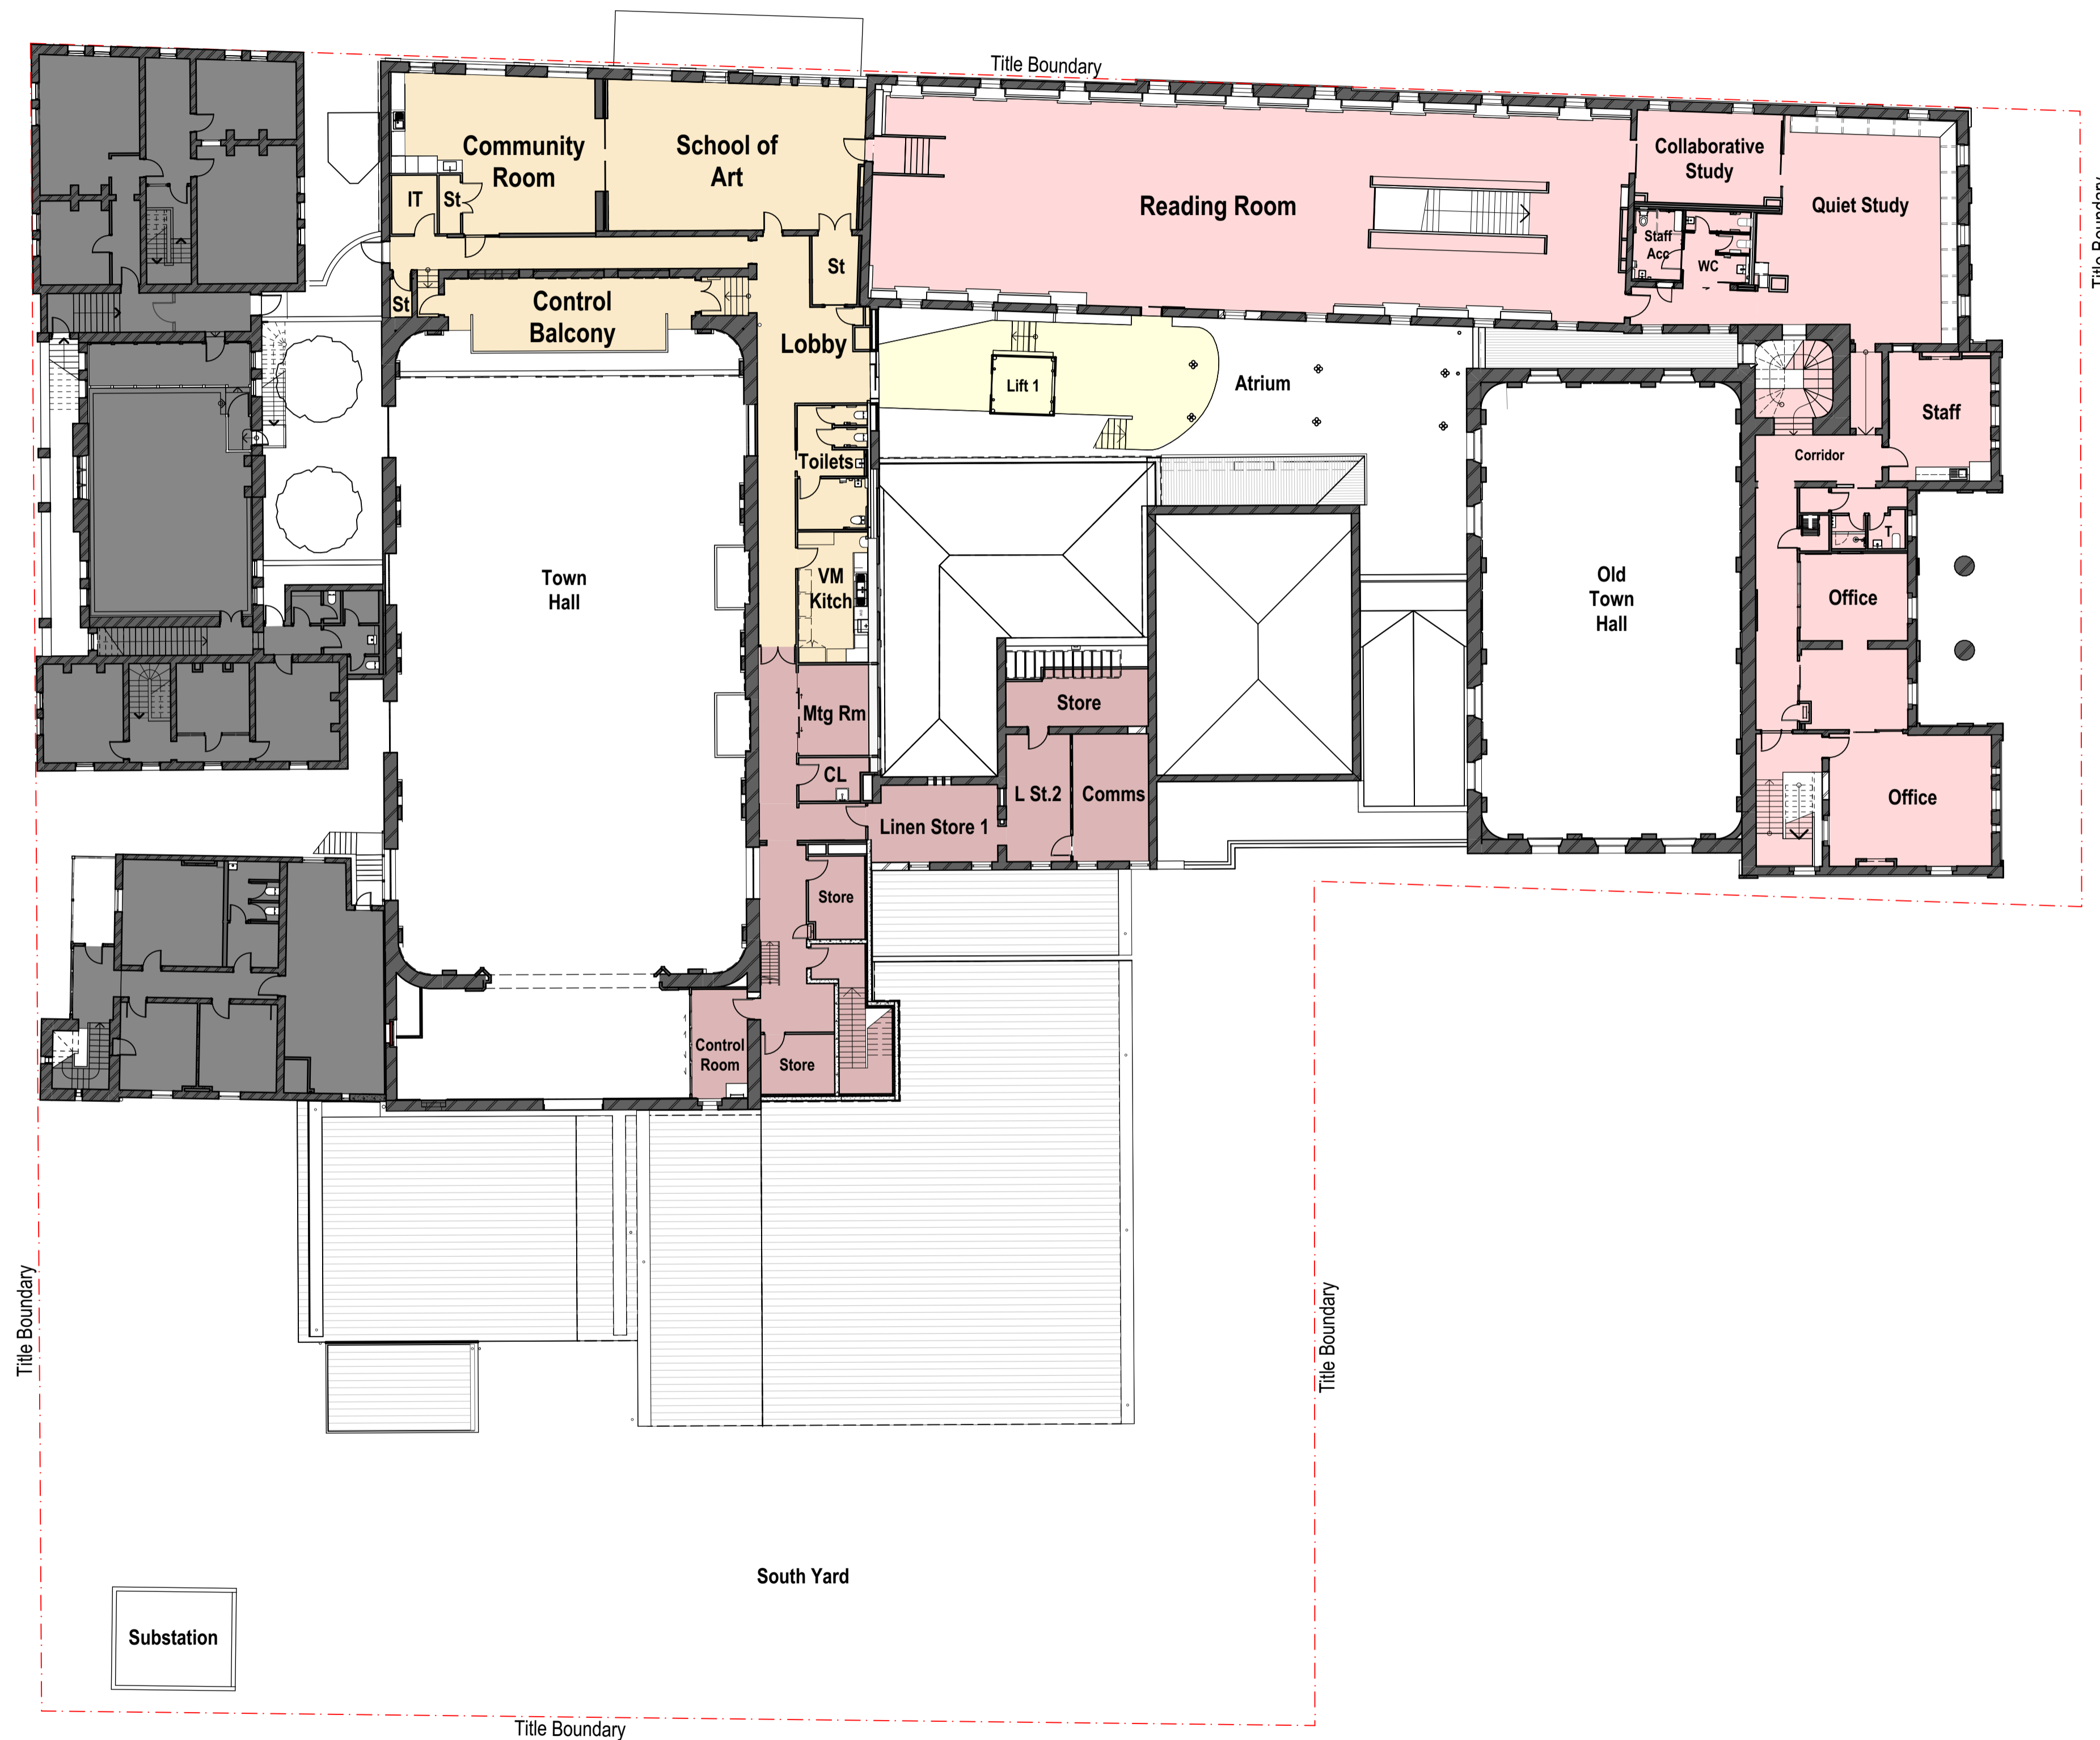 Title Boundary
Community
Room
School of
Art
Collaborative
Study
Reading Room
Quiet Study
IT
St
Staff
Acc
WC
Title Boundary
St
St
Control
Balcony
Lobby
Lift 1
Atrium
Staff
Toilets
Corridor
T
Town
Hall
VM
Kitch
Old
Town
Hall
Office
Store
Mtg Rm
CL
L St.2
Comms
Office
Linen Store 1
Store
Control
Room
Store
Title Boundary
Title Boundary
South Yard
Substation
Title Boundary